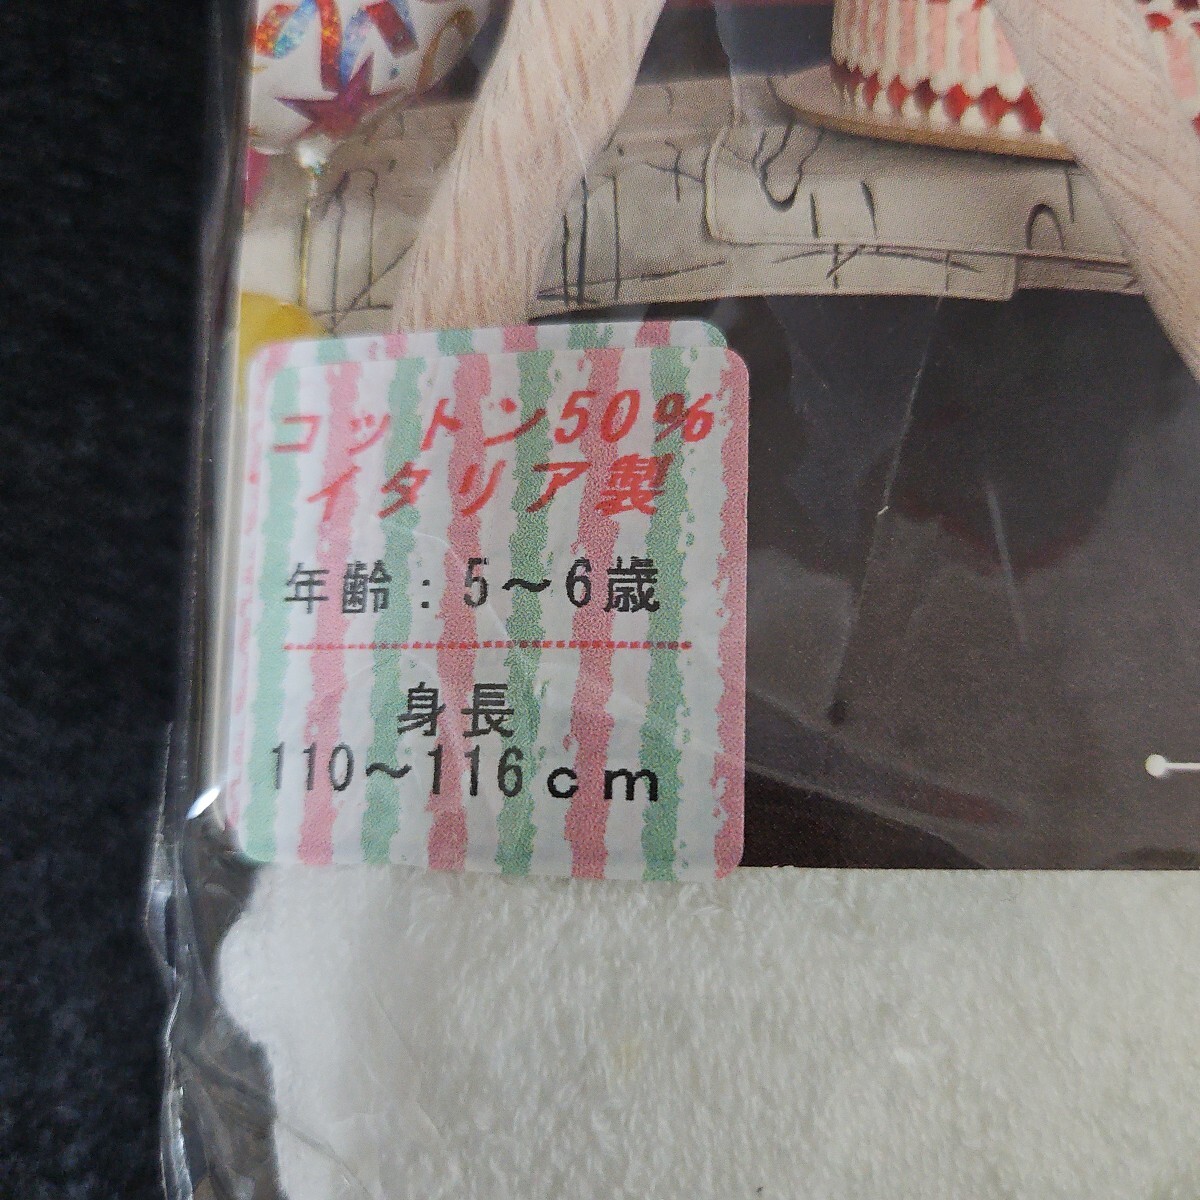 コットン50%
イタリア製
年齢：5～6歳
身長
110～116cm